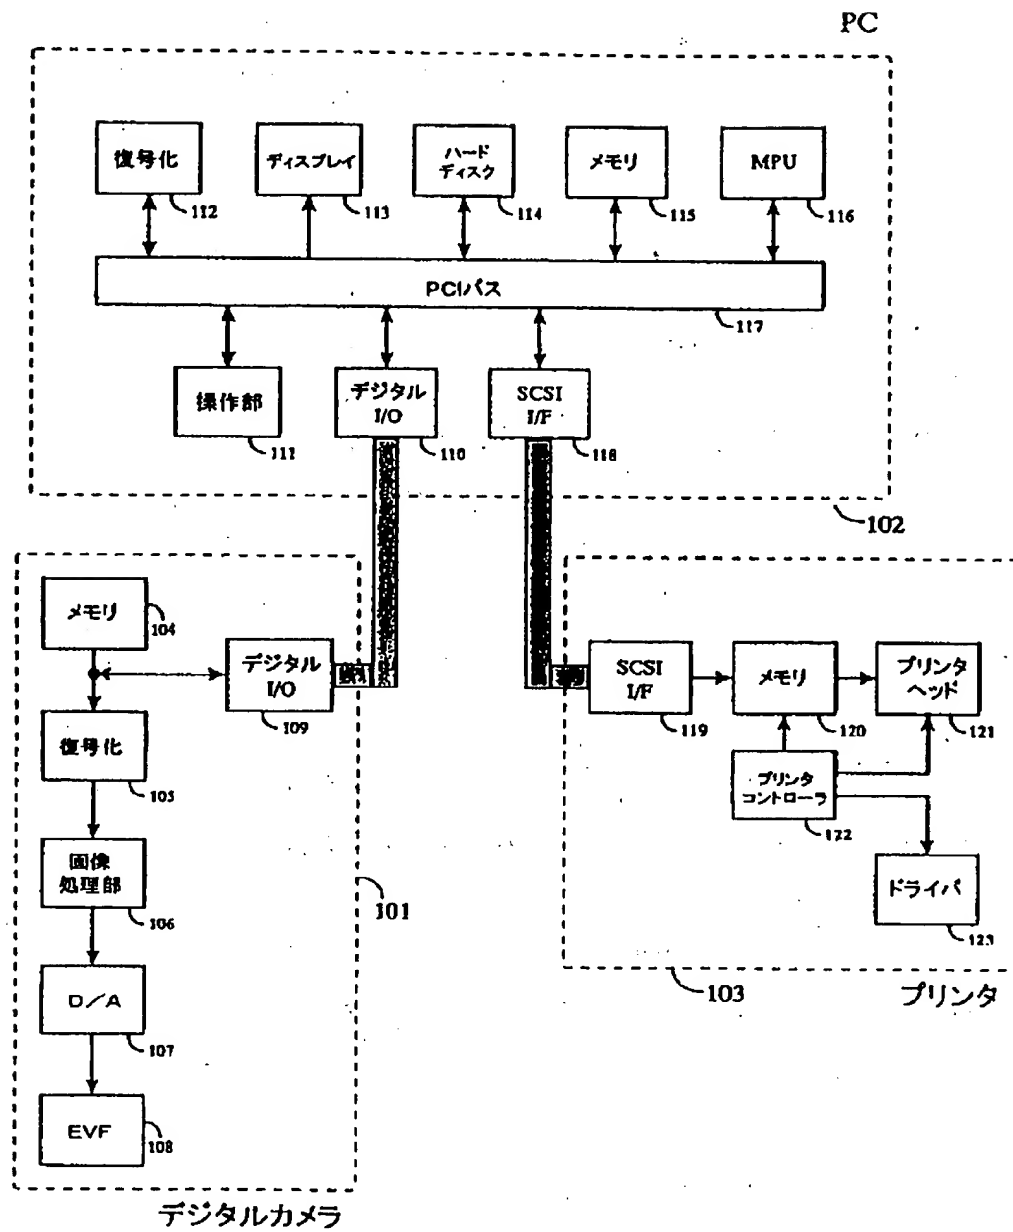 PC
復号化
112
ディスプレイ
113
ハード
ディスク
114
メモリ
115
MPU
116
PCIバス
117
操作部
111
デジタル
I/O
110
SCSI
I/F
118
102
メモリ
104
デジタル
I/O
109
復号化
105
画像
処理部
106
D/A
107
EVF
108
101
デジタルカメラ
SCSI
I/F
119
メモリ
120
プリンタ
ヘッド
121
プリンタ
コントローラ
122
ドライバ
123
103
プリンタ